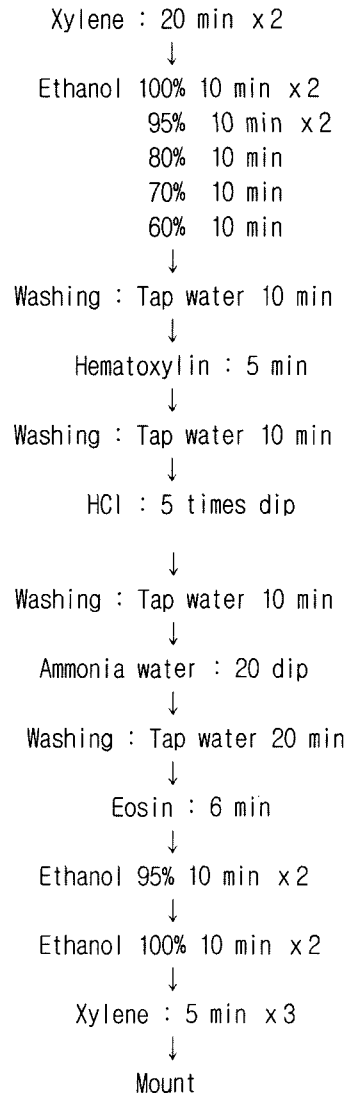 Xylene : 20 min x2
↓
Ethanol 100% 10 min x2
95% 10 min x2
80% 10 min
70% 10 min
60% 10 min
↓
Washing : Tap water 10 min
↓
Hematoxylin : 5 min
↓
Washing : Tap water 10 min
↓
HCl : 5 times dip
↓
Washing : Tap water 10 min
↓
Ammonia water : 20 dip
↓
Washing : Tap water 20 min
↓
Eosin : 6 min
↓
Ethanol 95% 10 min x2
↓
Ethanol 100% 10 min x2
↓
Xylene : 5 min x3
↓
Mount